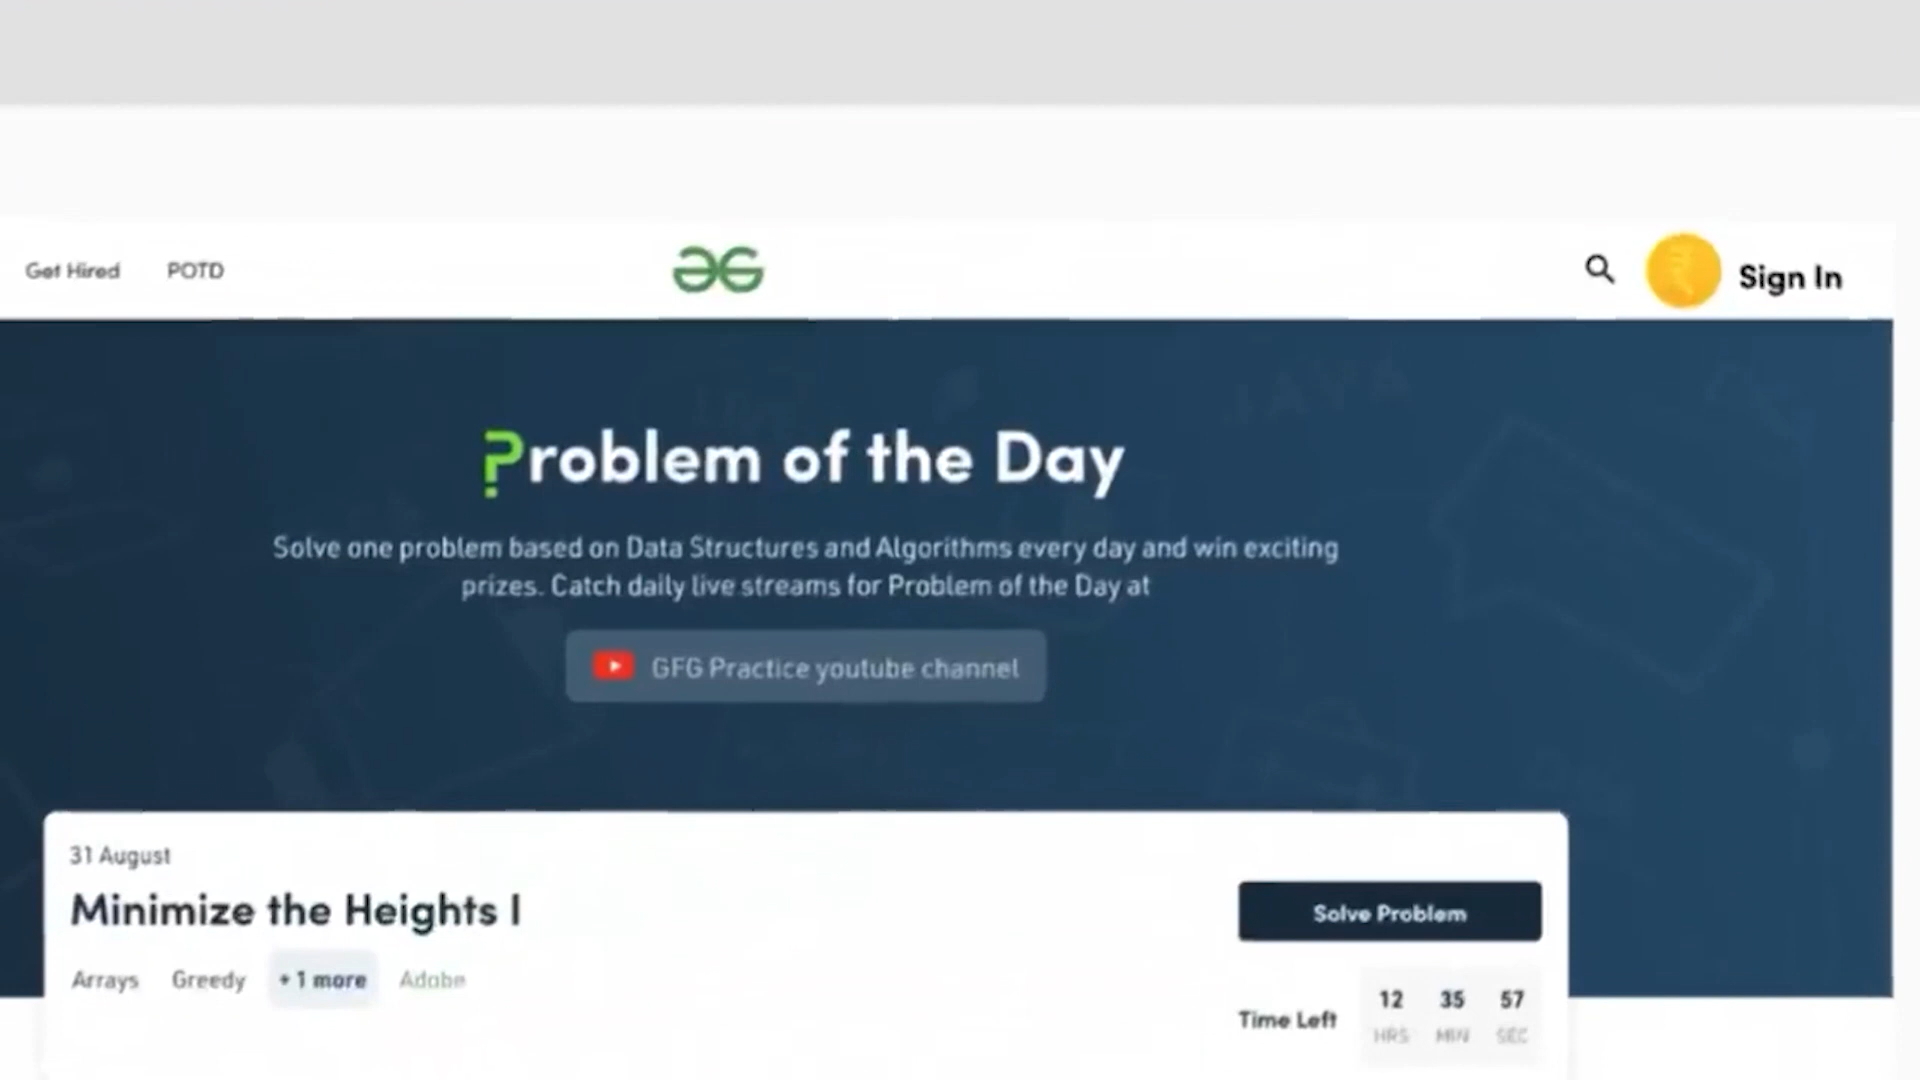 Get Hired POTD
Sign In
Problem of the Day
Solve one problem based on Data Structures and Algorithms every day and win exciting
prizes. Catch daily live streams for Problem of the Day at
GFG Practice youtube channel
31 August
Minimize the Heights I
Solve Problem
Arrays Greedy + 1 more Adobe
Time Left
12 35 57
HRS MIN SEC